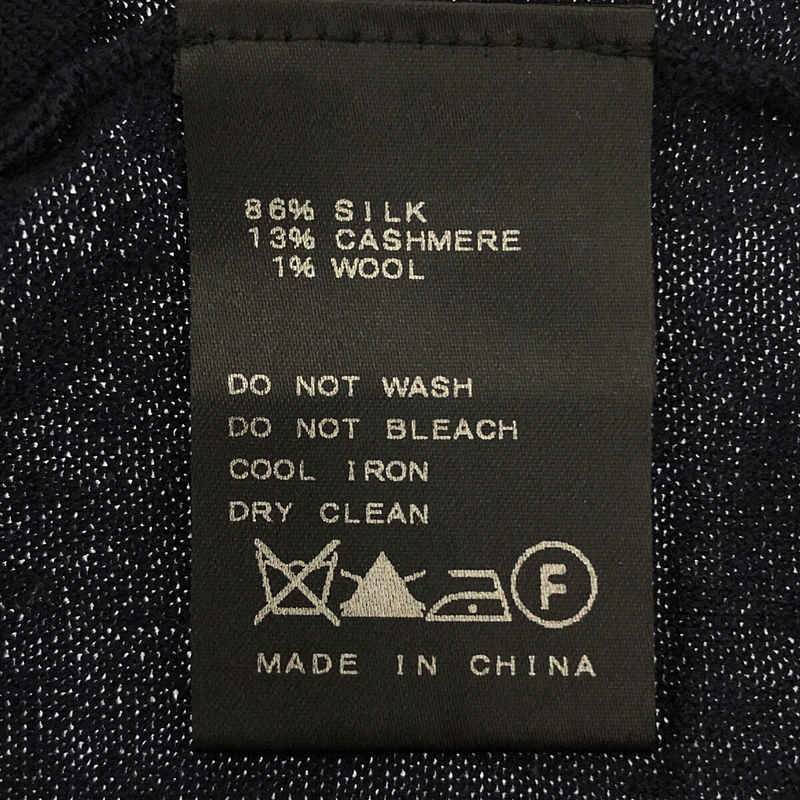 86% SILK
13% CASHMERE
1% WOOL
DO NOT WASH
DO NOT BLEACH
COOL IRON
DRY CLEAN
F
MADE IN CHINA